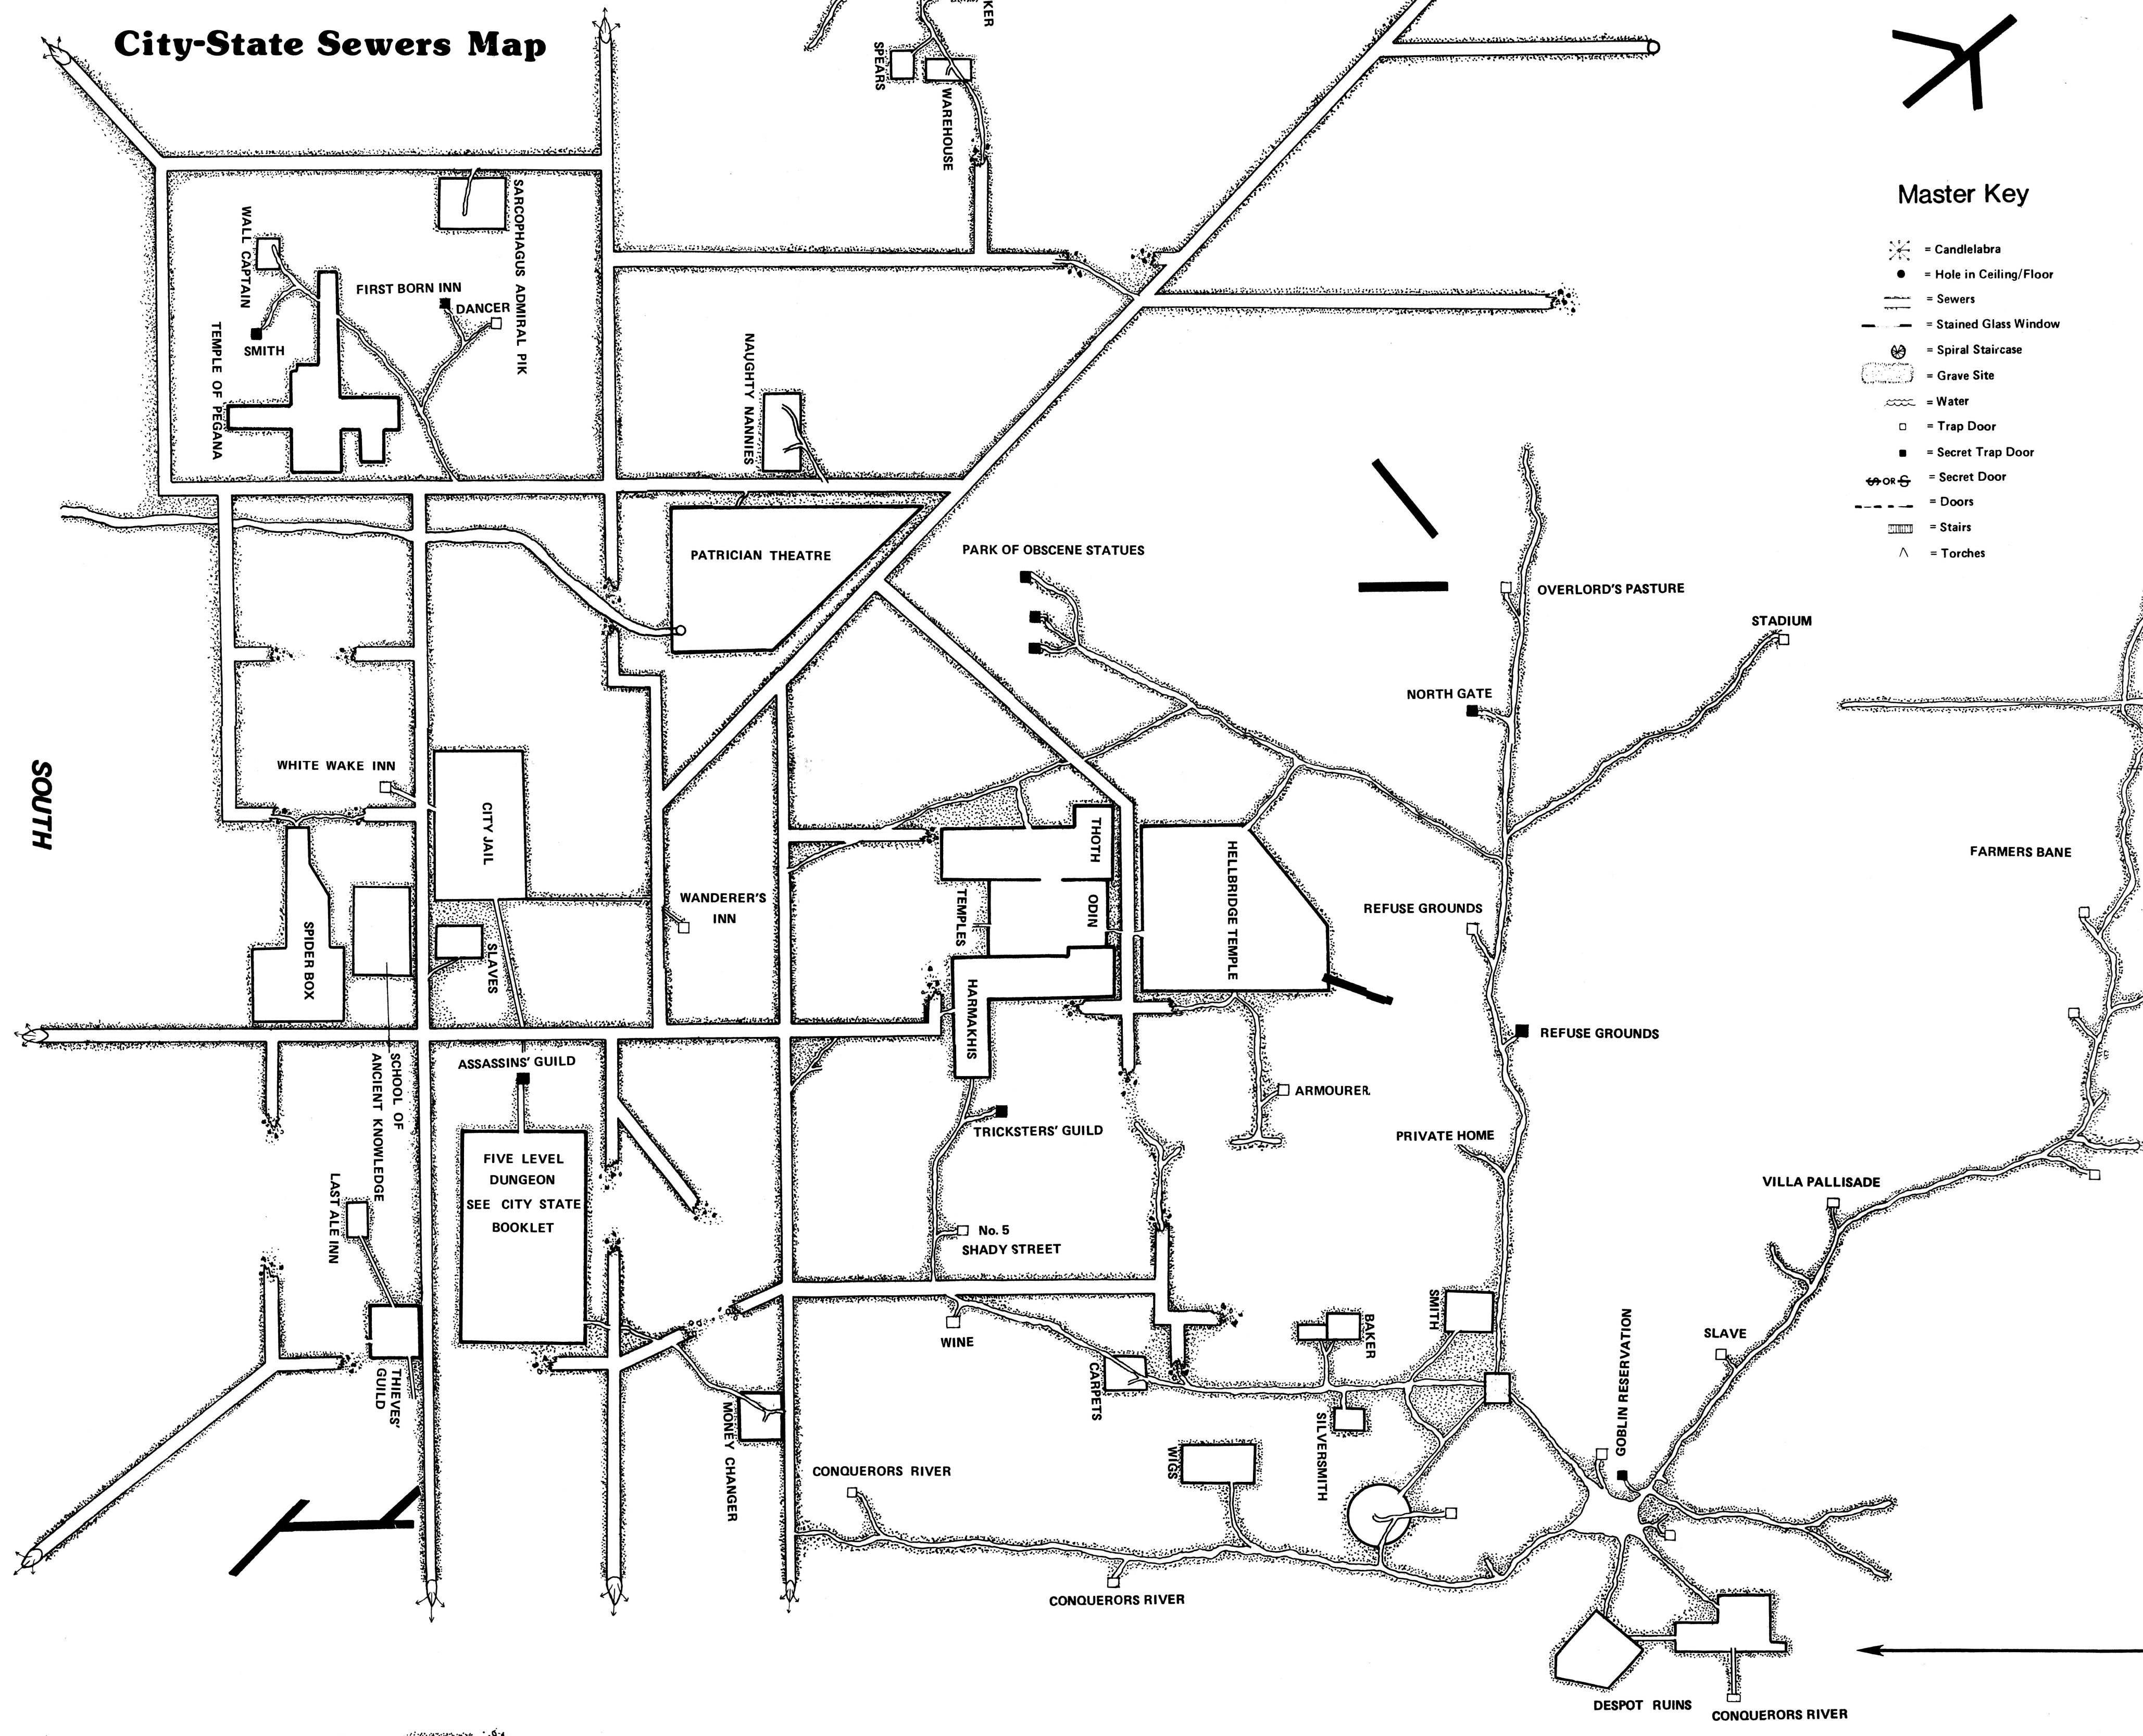 City-State Sewers Map
KER
SPEARS
WAREHOUSE
Master Key
= Candlelabra
= Hole in Ceiling/Floor
= Sewers
= Stained Glass Window
= Spiral Staircase
= Grave Site
= Water
= Trap Door
= Secret Trap Door
OR
= Secret Door
= Doors
= Stairs
= Torches
SARCOPHAGUS ADMIRAL PIK
WALL CAPTAIN
FIRST BORN INN
DANCER
SMITH
TEMPLE OF PEGANA
NAUGHTY NANNIES
PATRICIAN THEATRE
PARK OF OBSCENE STATUES
OVERLORD'S PASTURE
STADIUM
NORTH GATE
SOUTH
WHITE WAKE INN
CITY JAIL
WANDERER'S
INN
THOTH
ODIN
TEMPLES
HARMAKHIS
HELLBRIDGE TEMPLE
FARMERS BANE
REFUSE GROUNDS
REFUSE GROUNDS
SPIDER BOX
SLAVES
SCHOOL OF
ANCIENT KNOWLEDGE
ASSASSINS' GUILD
FIVE LEVEL
DUNGEON
SEE CITY STATE
BOOKLET
ARMOURER.
TRICKSTERS' GUILD
PRIVATE HOME
VILLA PALLISADE
LAST ALE INN
No. 5
SHADY STREET
WINE
CARPETS
BAKER
SMITH
SLAVE
GOBLIN RESERVATION
THIEVES'
GUILD
MONEY CHANGER
SILVERSMITH
WIGS
CONQUERORS RIVER
CONQUERORS RIVER
DESPOT RUINS
CONQUERORS RIVER